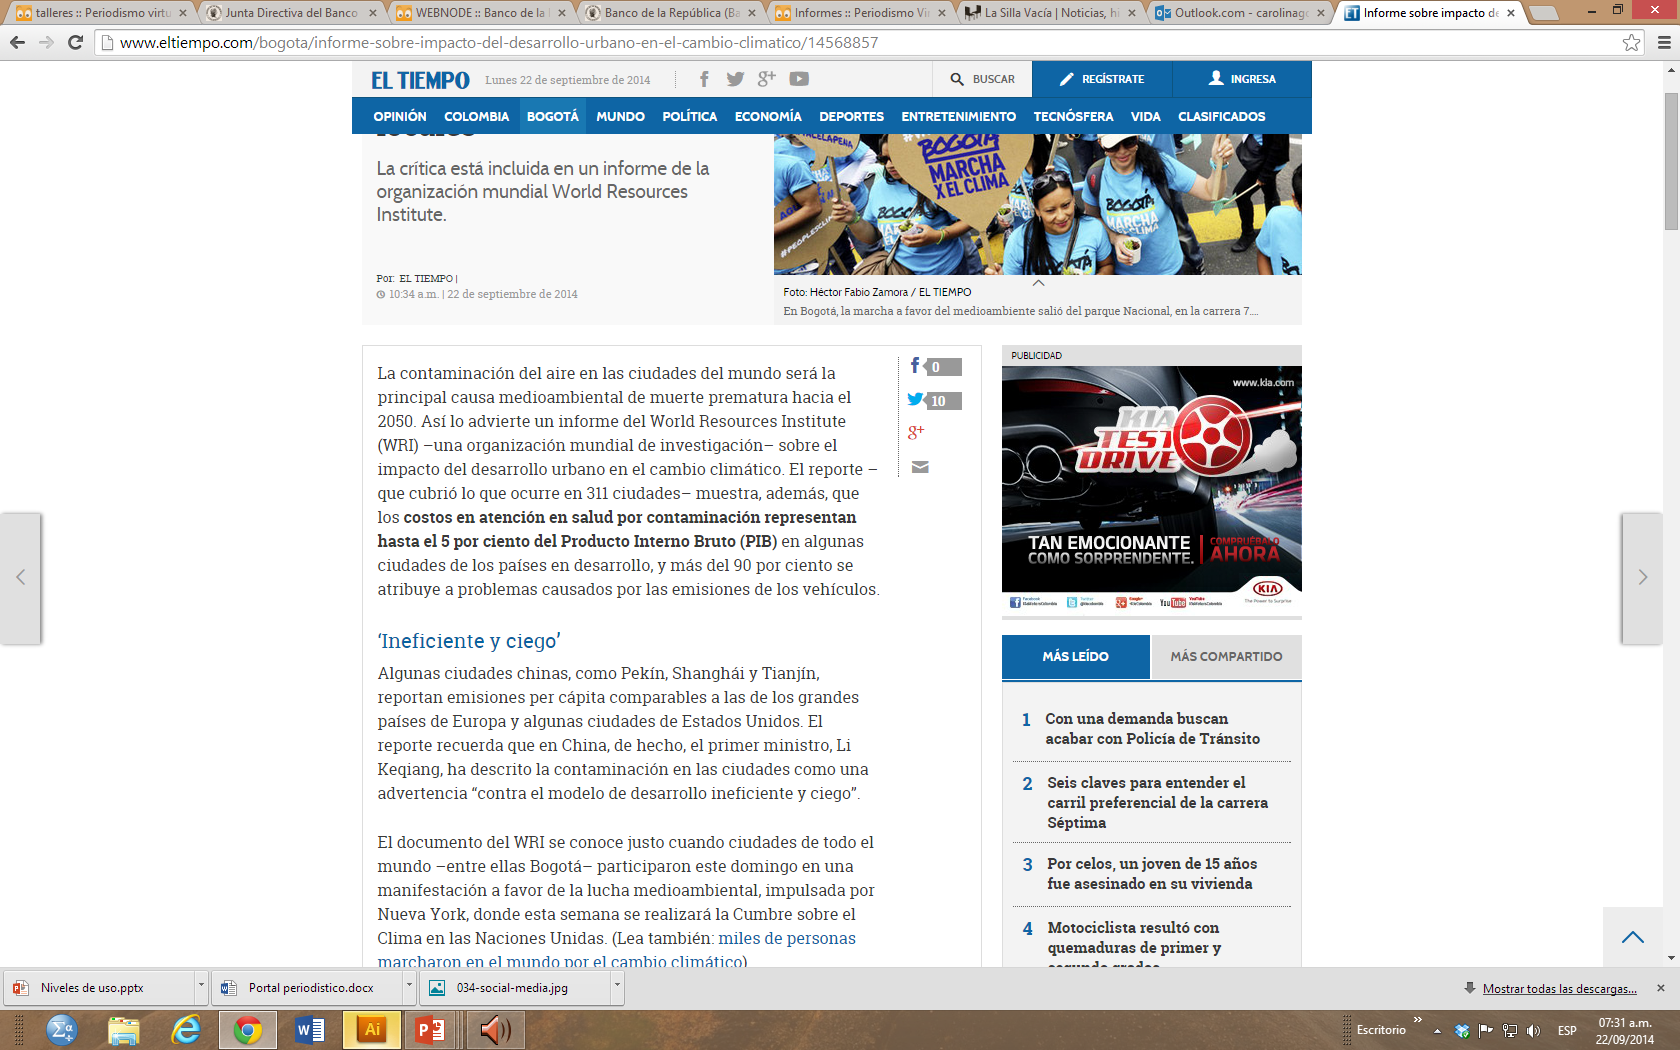 talleres :: Periodismo virtu
Junta Directiva del Banco
WEBNODE :: Banco de la
Banco de la República (Ba
Informes :: Periodismo Vir
La Silla Vacía | Noticias, hi
Outlook.com - carolinag
Informe sobre impacto de
www.eltiempo.com/bogota/informe-sobre-impacto-del-desarrollo-urbano-en-el-cambio-climatico/14568857
EL TIEMPO
Lunes 22 de septiembre de 2014
BUSCAR
REGÍSTRATE
INGRESA
OPINIÓN COLOMBIA BOGOTÁ MUNDO POLÍTICA ECONOMÍA DEPORTES ENTRETENIMIENTO TECNÓSFERA VIDA CLASIFICADOS
La crítica está incluida en un informe de la
organización mundial World Resources
Institute.
Por: EL TIEMPO |
10:34 a.m. | 22 de septiembre de 2014
BOGOTÁ
MARCHA
X EL CLIMA
BOGOTÁ
MARCHA
Foto: Héctor Fabio Zamora / EL TIEMPO
En Bogotá, la marcha a favor del medioambiente salió del parque Nacional, en la carrera 7....
La contaminación del aire en las ciudades del mundo será la
principal causa medioambiental de muerte prematura hacia el
2050. Así lo advierte un informe del World Resources Institute
(WRI) –una organización mundial de investigación– sobre el
impacto del desarrollo urbano en el cambio climático. El reporte –
que cubrió lo que ocurre en 311 ciudades– muestra, además, que
los costos en atención en salud por contaminación representan
hasta el 5 por ciento del Producto Interno Bruto (PIB) en algunas
ciudades de los países en desarrollo, y más del 90 por ciento se
atribuye a problemas causados por las emisiones de los vehículos.
0
10
g+
‘Ineficiente y ciego’
Algunas ciudades chinas, como Pekín, Shanghái y Tianjín,
reportan emisiones per cápita comparables a las de los grandes
países de Europa y algunas ciudades de Estados Unidos. El
reporte recuerda que en China, de hecho, el primer ministro, Li
Keqiang, ha descrito la contaminación en las ciudades como una
advertencia “contra el modelo de desarrollo ineficiente y ciego”.
El documento del WRI se conoce justo cuando ciudades de todo el
mundo –entre ellas Bogotá– participaron este domingo en una
manifestación a favor de la lucha medioambiental, impulsada por
Nueva York, donde esta semana se realizará la Cumbre sobre el
Clima en las Naciones Unidas. (Lea también: miles de personas
marcharon en el mundo por el cambio climático)
PUBLICIDAD
www.kia.com
KIA
TEST
DRIVE
TAN EMOCIONANTE
COMO SORPRENDENTE.
COMPRUÉBALO
AHORA
KIA
MÁS LEÍDO
MÁS COMPARTIDO
1 Con una demanda buscan
acabar con Policía de Tránsito
2 Seis claves para entender el
carril preferencial de la carrera
Séptima
3 Por celos, un joven de 15 años
fue asesinado en su vivienda
4 Motociclista resultó con
quemaduras de primer y
segundo grados
Niveles de uso.pptx
Portal periodistico.docx
034-social-media.jpg
Mostrar todas las descargas...
Escritorio
ESP
07:31 a.m.
22/09/2014